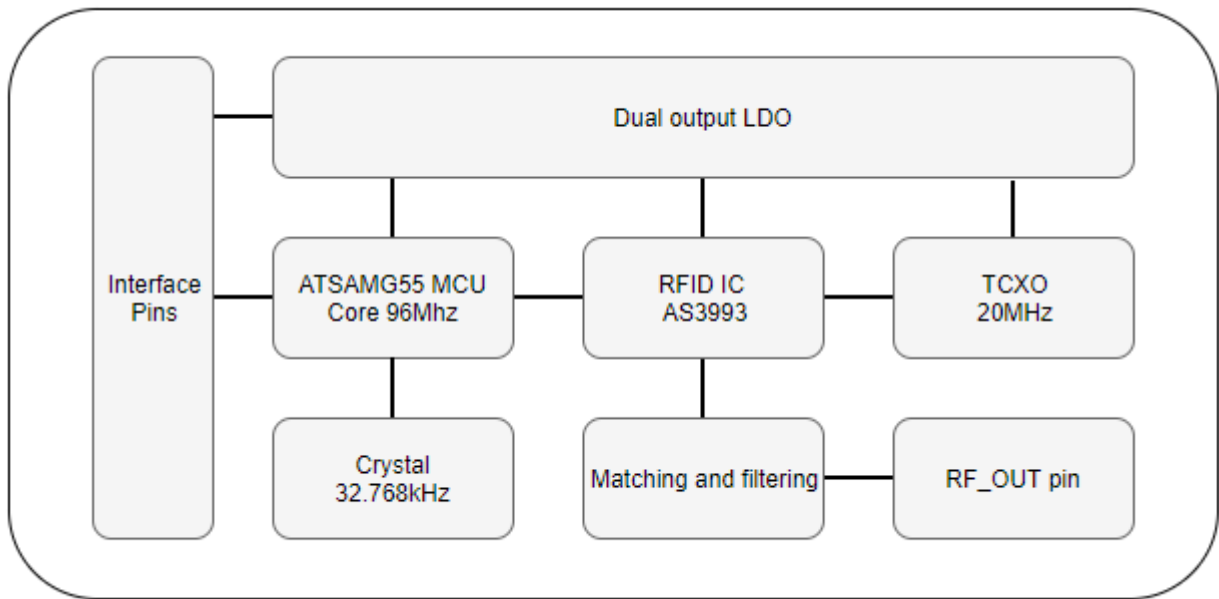 Dual output LDO
Interface
Pins
ATSAMG55 MCU
Core 96Mhz
RFID IC
AS3993
TCXO
20MHz
Crystal
32.768kHz
Matching and filtering
RF_OUT pin